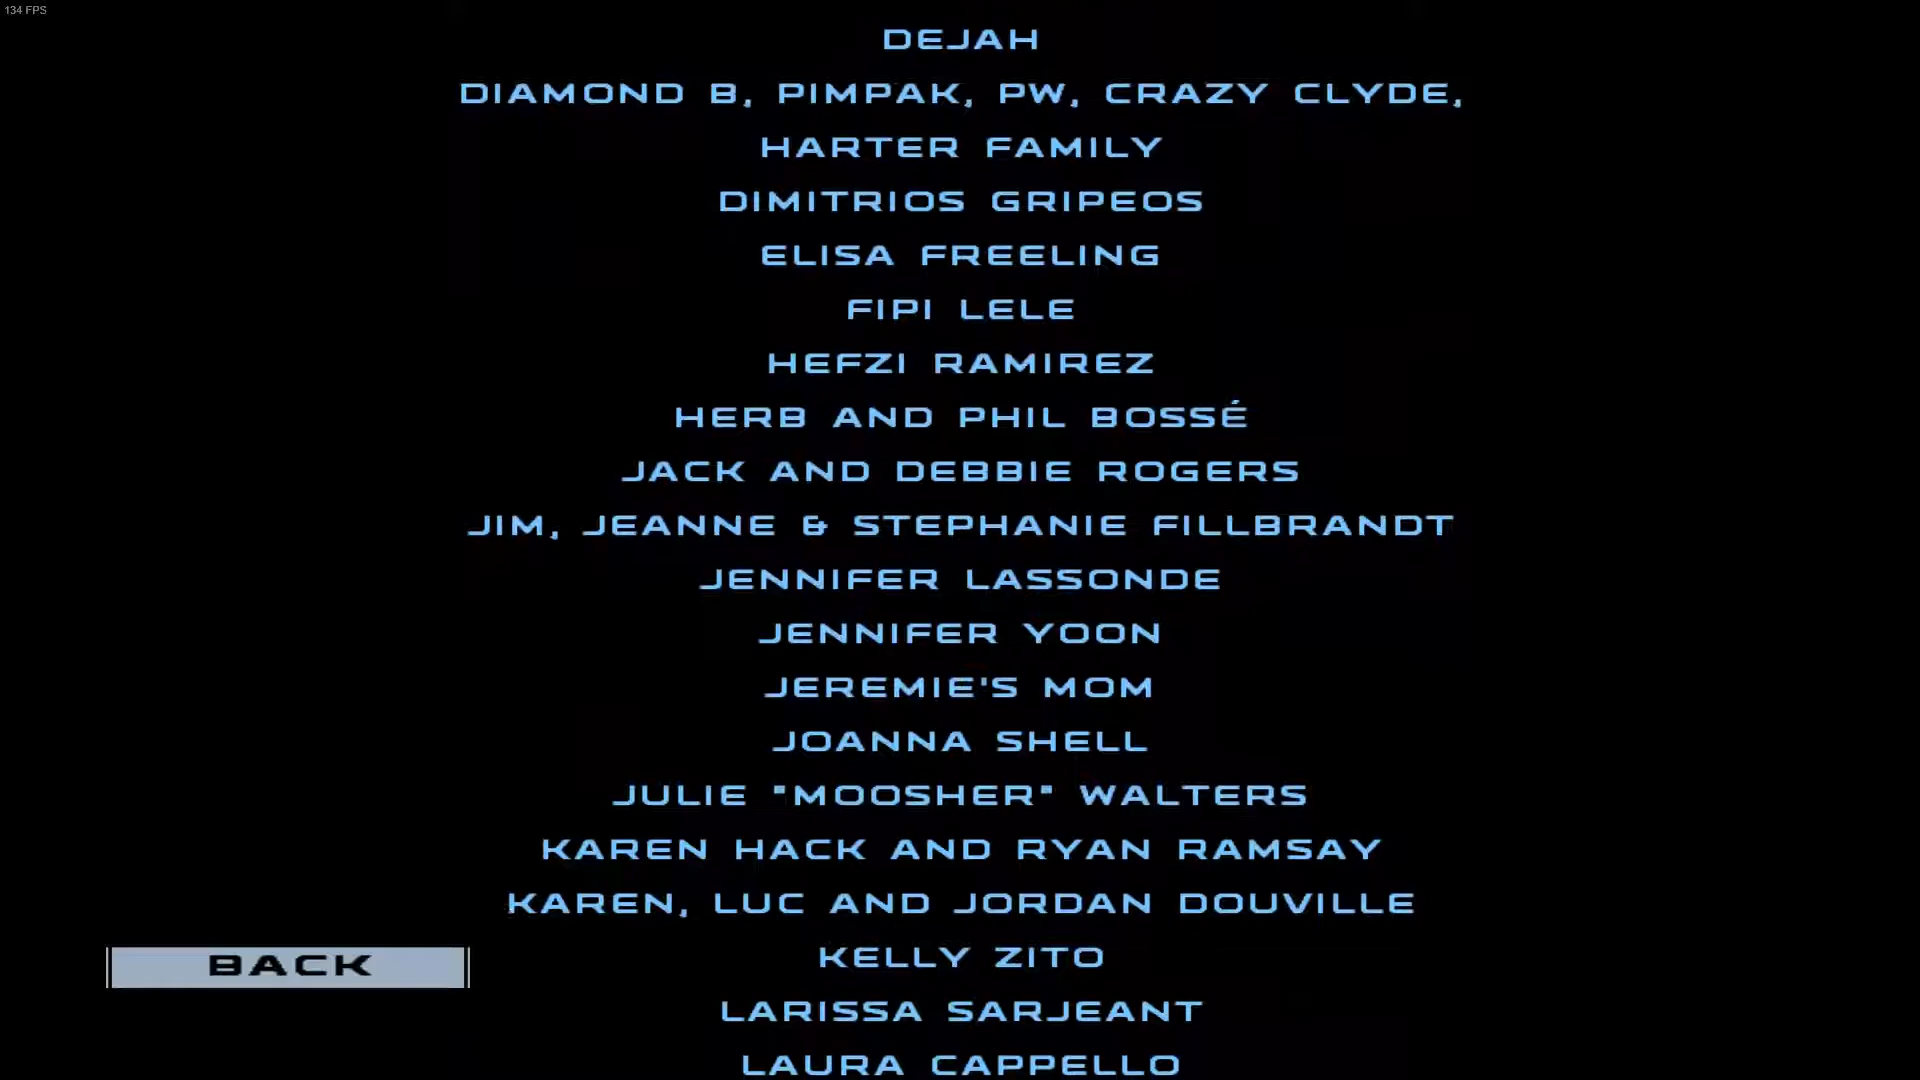 134 FPS
DEJAH
DIAMOND B, PIMPAK, PW, CRAZY CLYDE,
HARTER FAMILY
DIMITRIOS GRIPEOS
ELISA FREELING
FIPI LELE
HEFZI RAMIREZ
HERB AND PHIL BOSSÉ
JACK AND DEBBIE ROGERS
JIM, JEANNE & STEPHANIE FILLBRANDT
JENNIFER LASSONDE
JENNIFER YOON
JEREMIE'S MOM
JOANNA SHELL
JULIE "MOOSHER" WALTERS
KAREN HACK AND RYAN RAMSAY
KAREN, LUC AND JORDAN DOUVILLE
KELLY ZITO
BACK
LARISSA SARJEANT
LAURA CAPPELLO